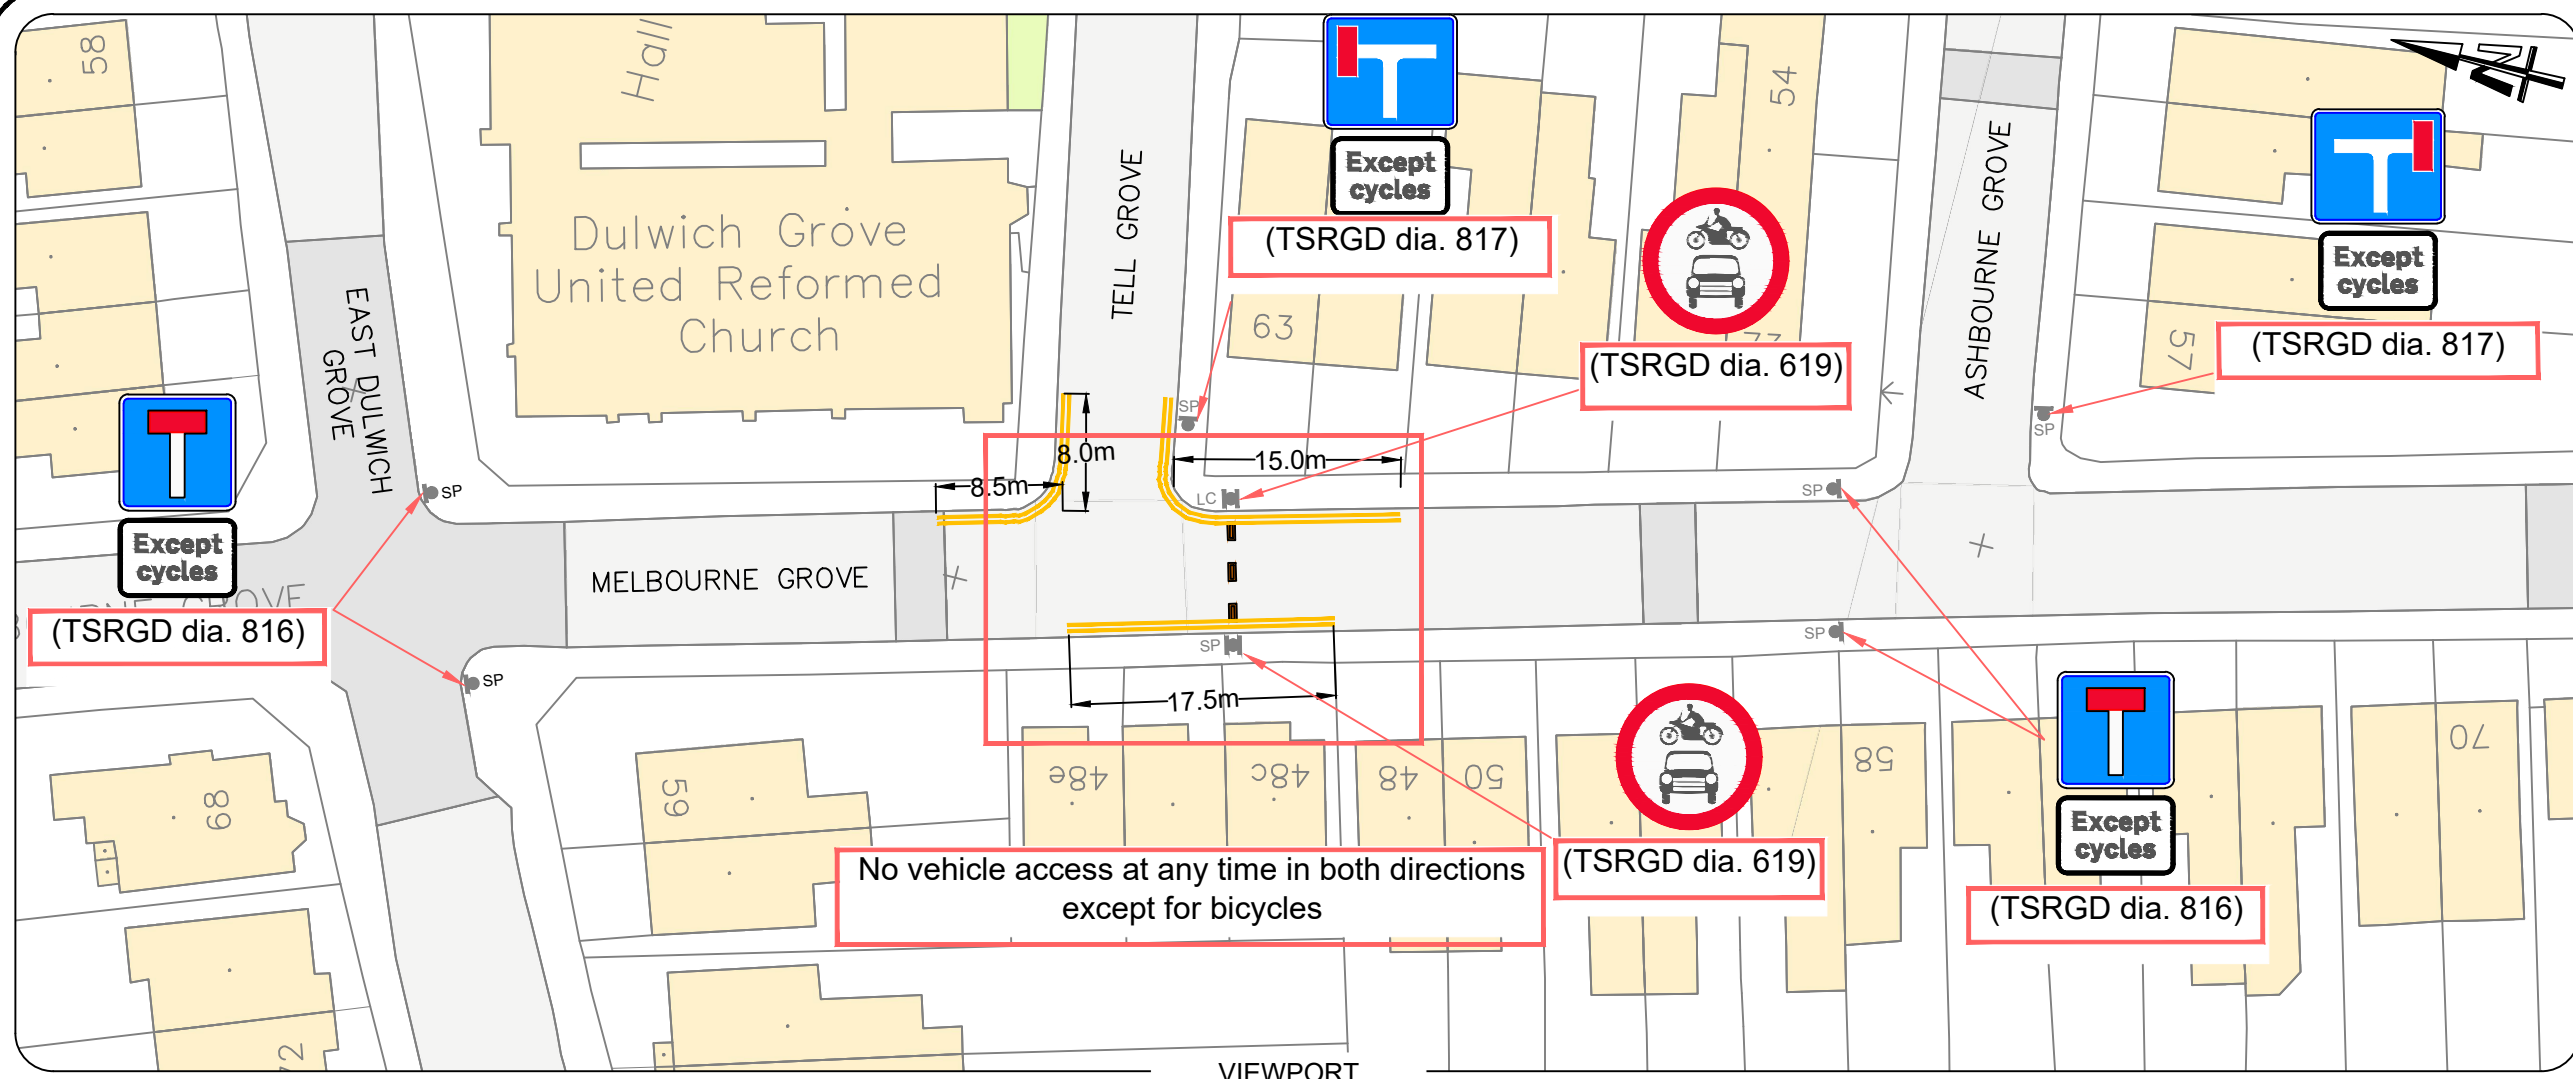 58
Hall
54
N
Except
cycles
Except
cycles
TELL GROVE
ASHBOURNE GROVE
(TSRGD dia. 817)
Dulwich Grove
United Reformed
Church
63
57
(TSRGD dia. 817)
(TSRGD dia. 619)
EAST DULWICH
GROVE
SP
SP
8.0m
15.0m
8.5m
SP
LC
SP
Except
cycles
MELBOURNE GROVE
(TSRGD dia. 816)
SP
SP
SP
17.5m
48e
48c
48
50
58
70
59
68
Except
cycles
No vehicle access at any time in both directions
except for bicycles
(TSRGD dia. 619)
(TSRGD dia. 816)
VIEWPORT